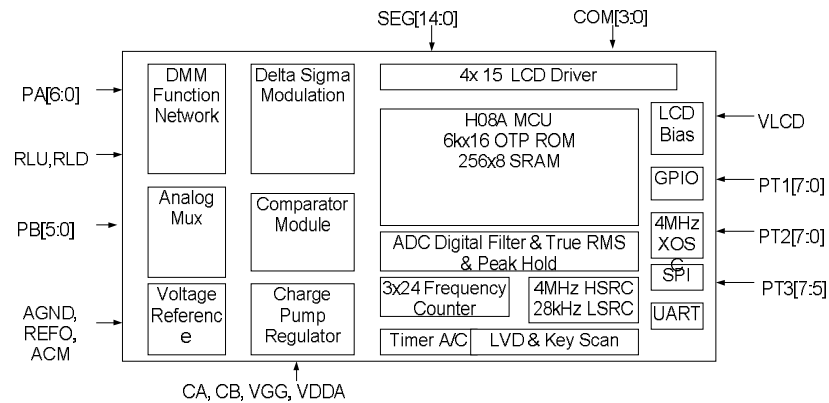 SEG[14:0]
COM[3:0]
PA[6:0]
RLU,RLD
PB[5:0]
AGND,
REFO,
ACM
DMM
Function
Network
Delta Sigma
Modulation
4x 15 LCD Driver
H08A MCU
6kx16 OTP ROM
256x8 SRAM
LCD
Bias
VLCD
GPIO
PT1[7:0]
Analog
Mux
Comparator
Module
4MHz
XOS
C
PT2[7:0]
ADC Digital Filter & True RMS
& Peak Hold
SPI
PT3[7:5]
Voltage
Referenc
e
Charge
Pump
Regulator
3x24 Frequency
Counter
4MHz HSRC
28kHz LSRC
UART
Timer A/C
LVD & Key Scan
CA, CB, VGG, VDDA